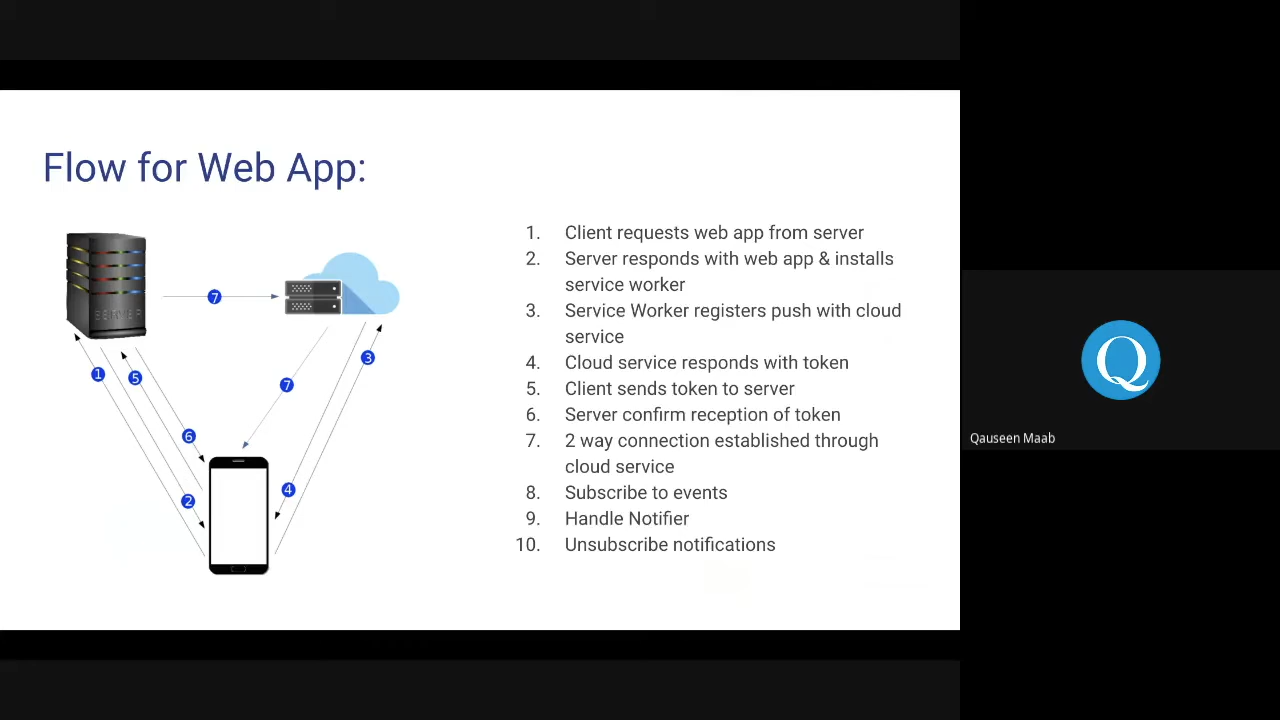 Flow for Web App:
SERVER
7
3
1
5
7
6
4
2
1. Client requests web app from server
2. Server responds with web app & installs
service worker
3. Service Worker registers push with cloud
service
4. Cloud service responds with token
5. Client sends token to server
6. Server confirm reception of token
7. 2 way connection established through
cloud service
8. Subscribe to events
9. Handle Notifier
10. Unsubscribe notifications
Q
Qauseen Maab